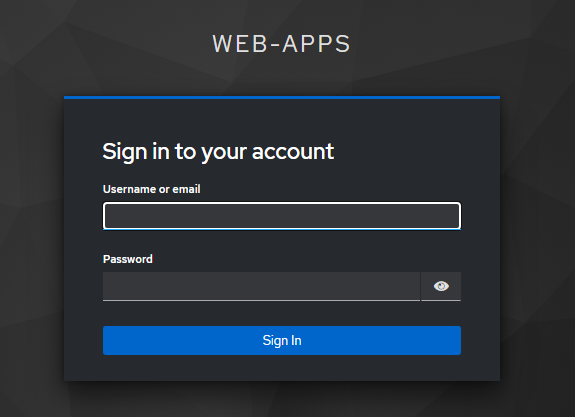 WEB-APPS
Sign in to your account
Username or email
Password
Sign In